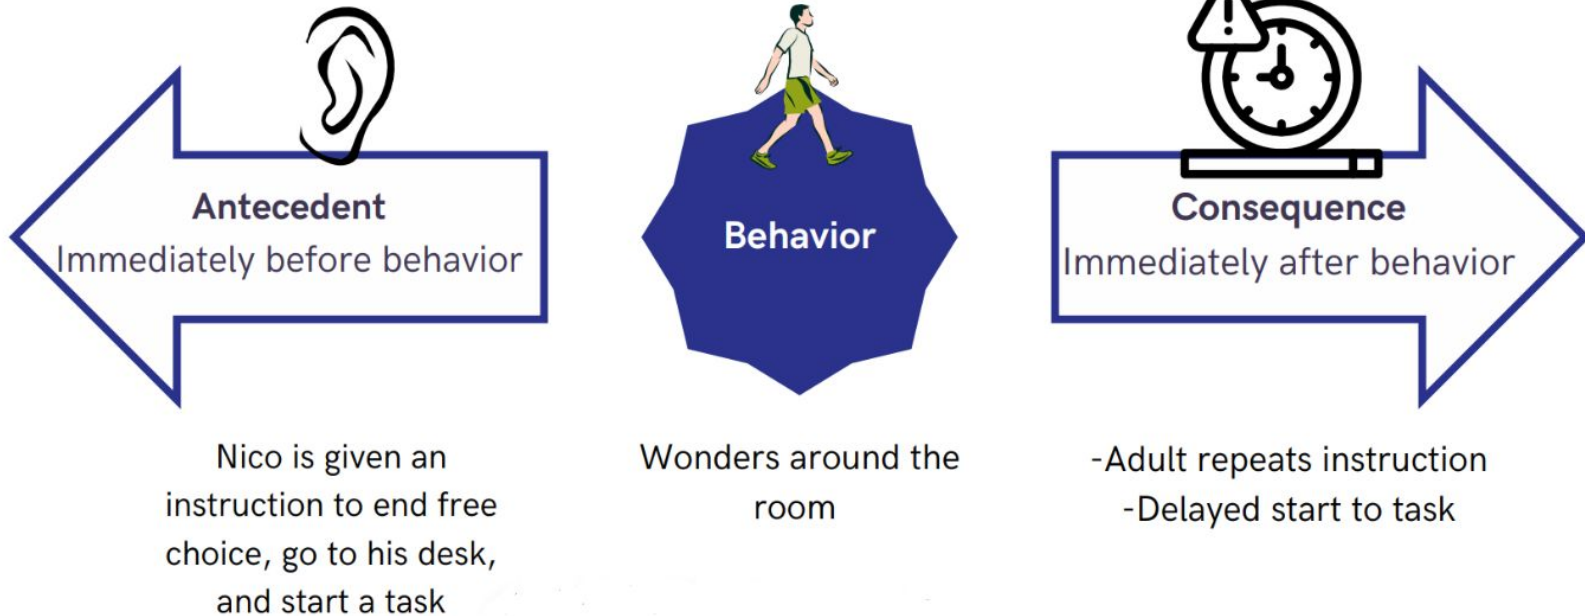 Antecedent
Immediately before behavior
Nico is given an
instruction to end free
choice, go to his desk,
and start a task
Behavior
Wonders around the
room
Consequence
Immediately after behavior
-Adult repeats instruction
-Delayed start to task